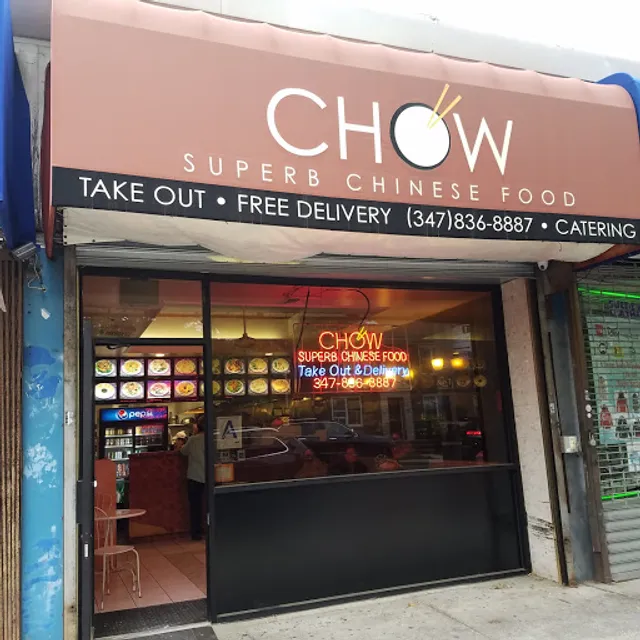 CHOW
SUPERB CHINESE FOOD
TAKE OUT • FREE DELIVERY (347)836-8887 • CATERING
CHOW
SUPERB CHINESE FOOD
Take Out & Delivery
347-836-8887
pepsi
A